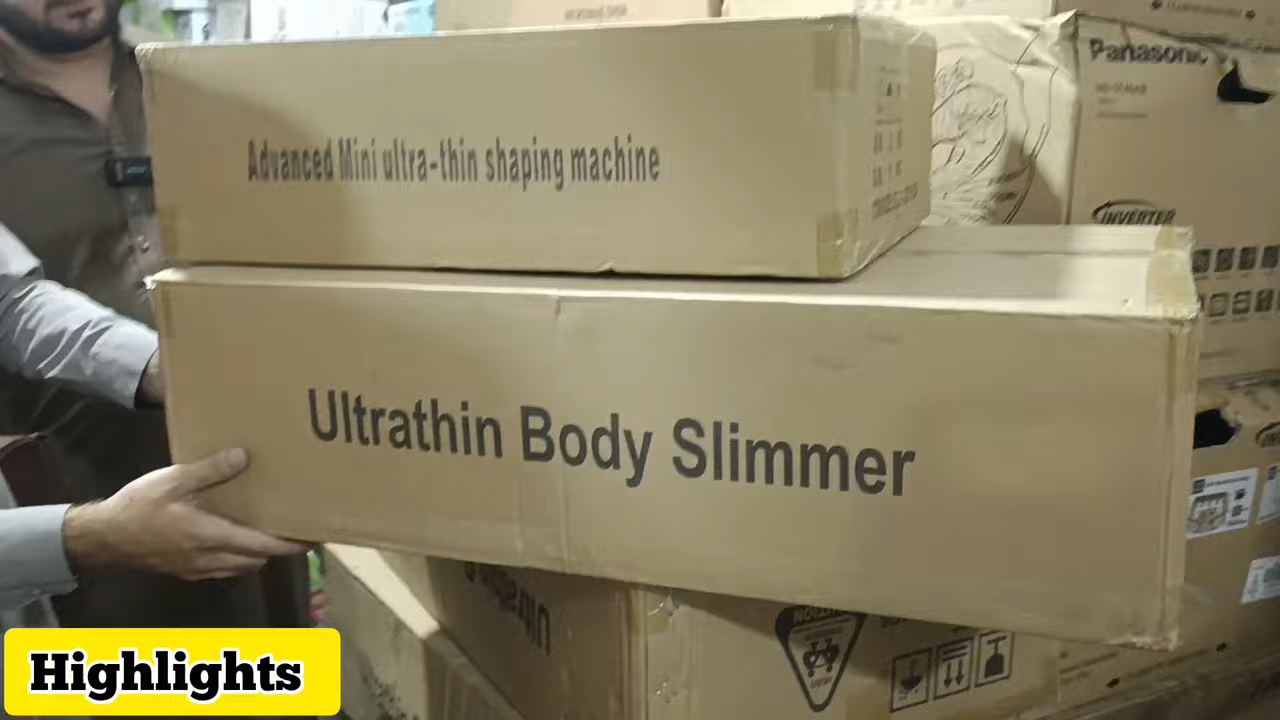 Advanced Mini ultra-thin shaping machine
Panasonic
INVERTER
Ultrathin Body Slimmer
Highlights